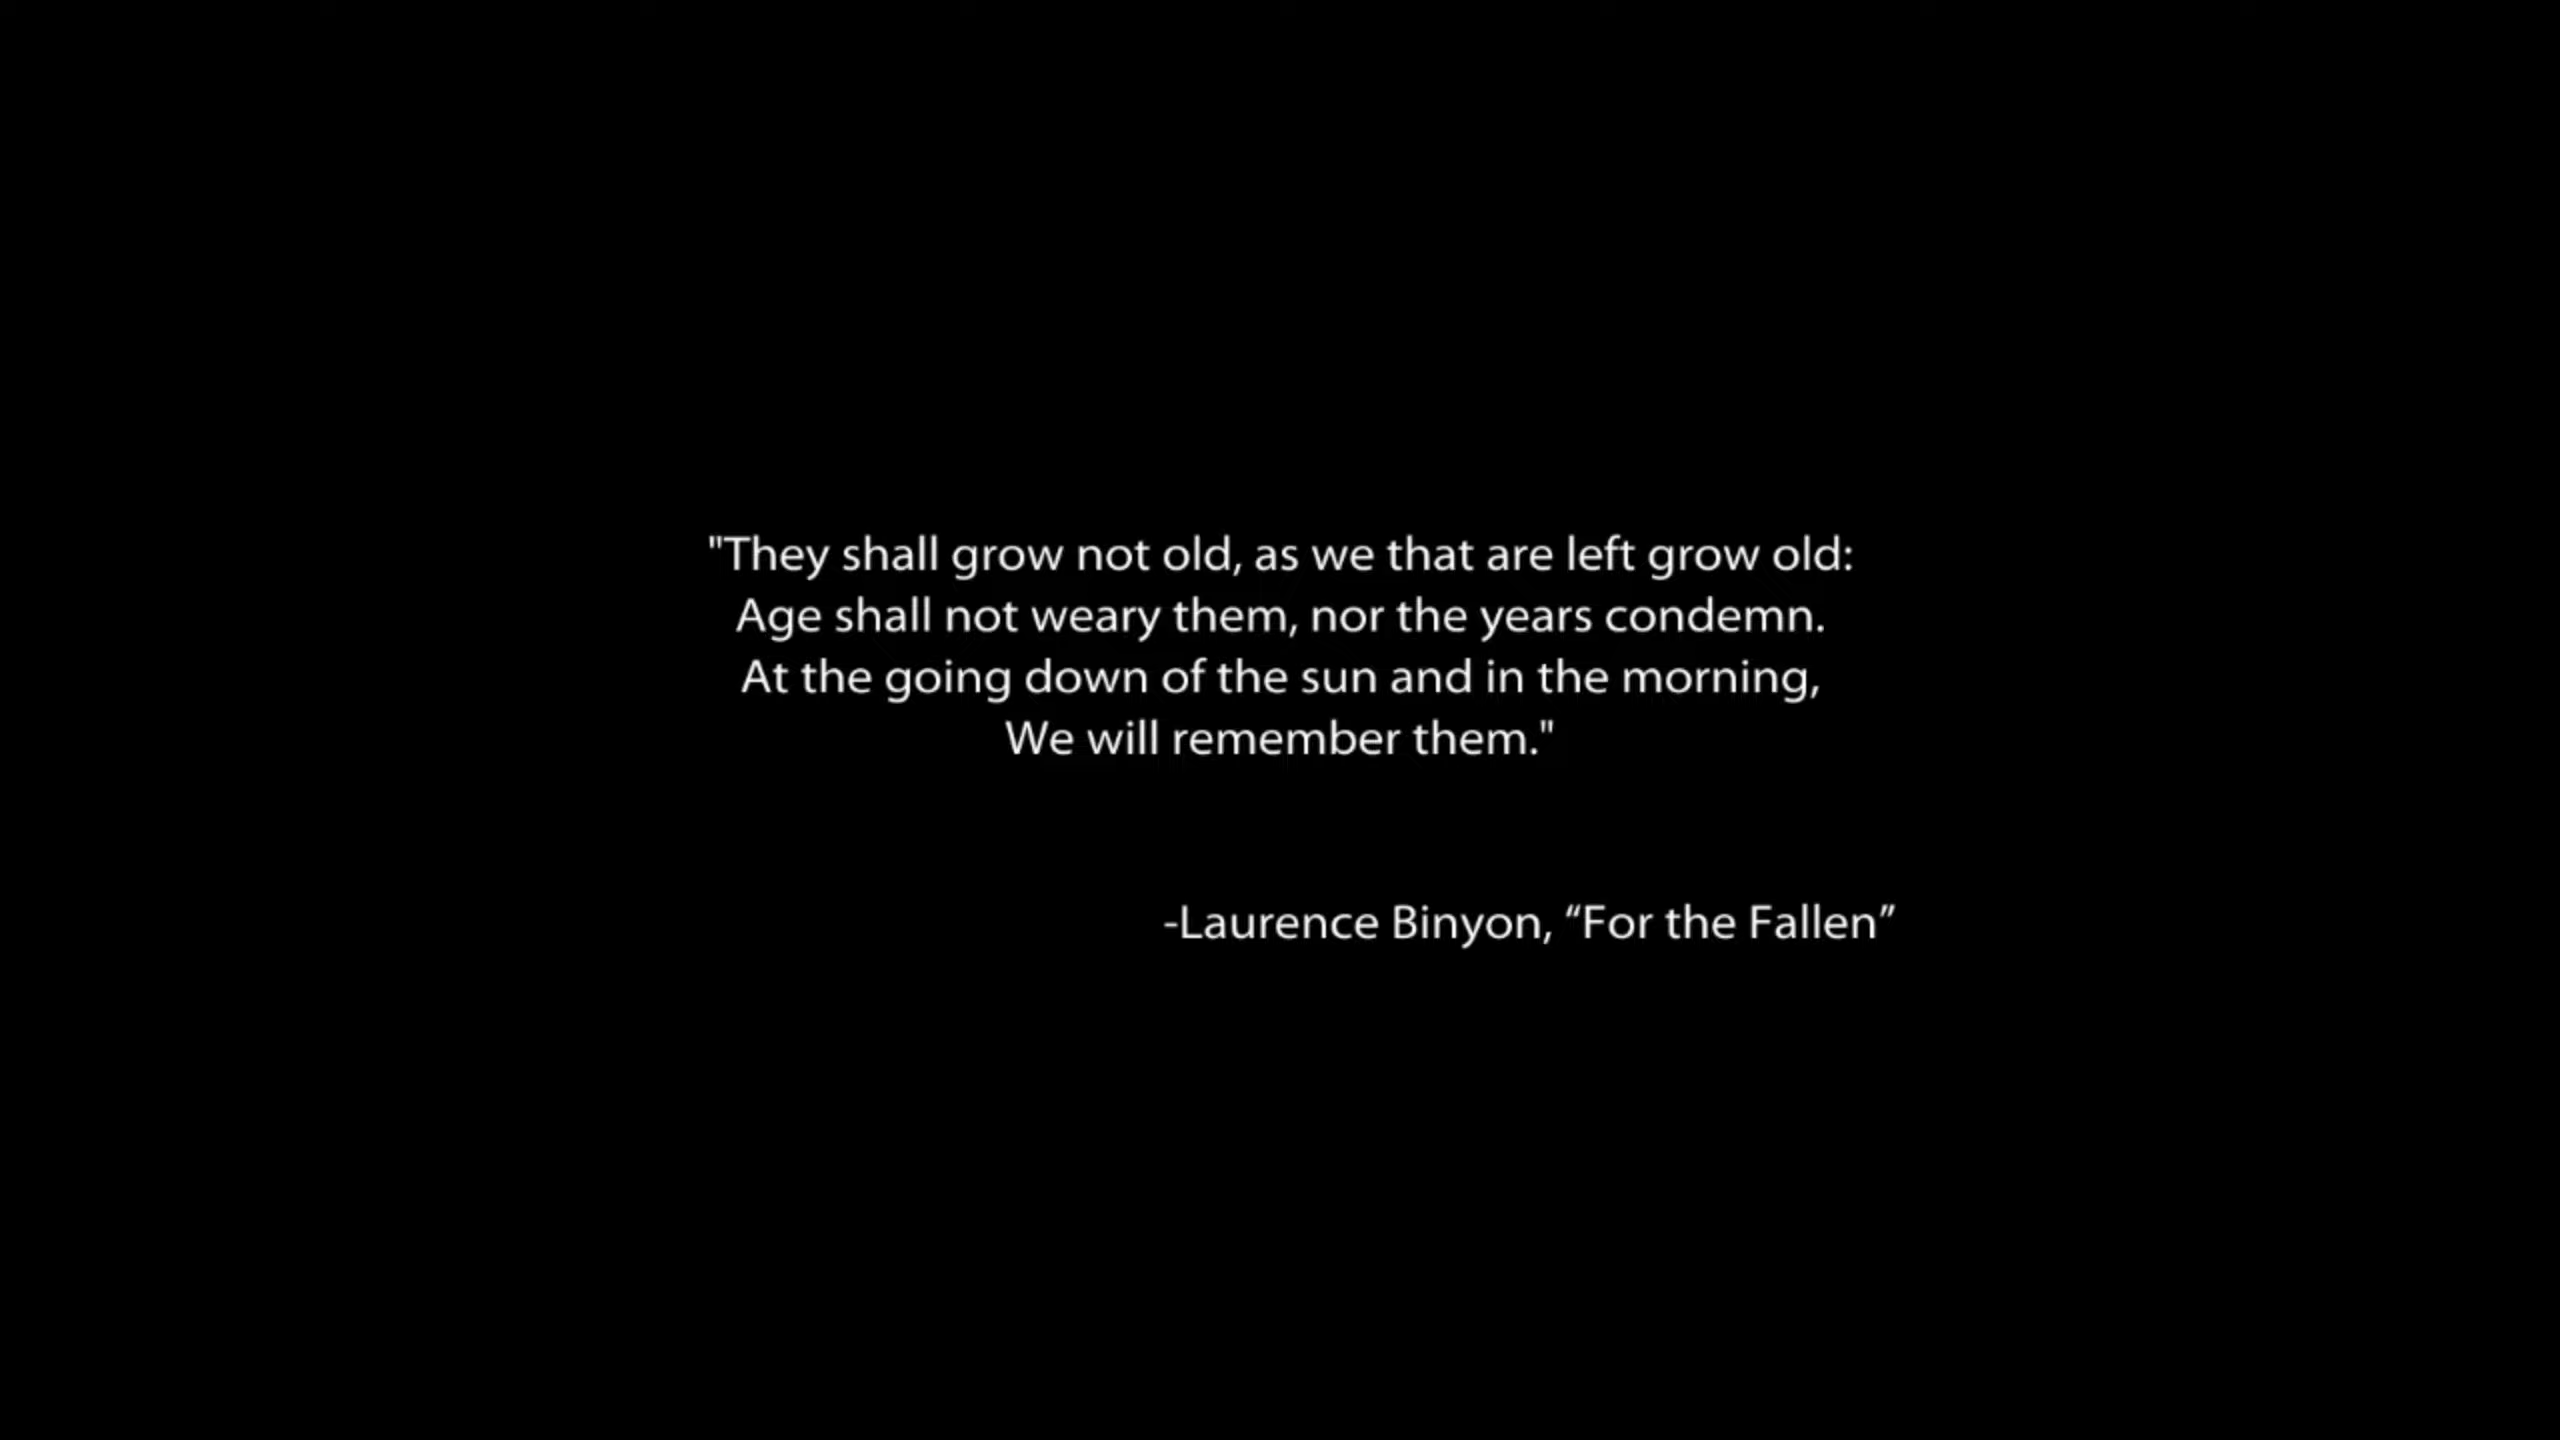 "They shall grow not old, as we that are left grow old:
Age shall not weary them, nor the years condemn.
At the going down of the sun and in the morning,
We will remember them."
-Laurence Binyon, “For the Fallen”